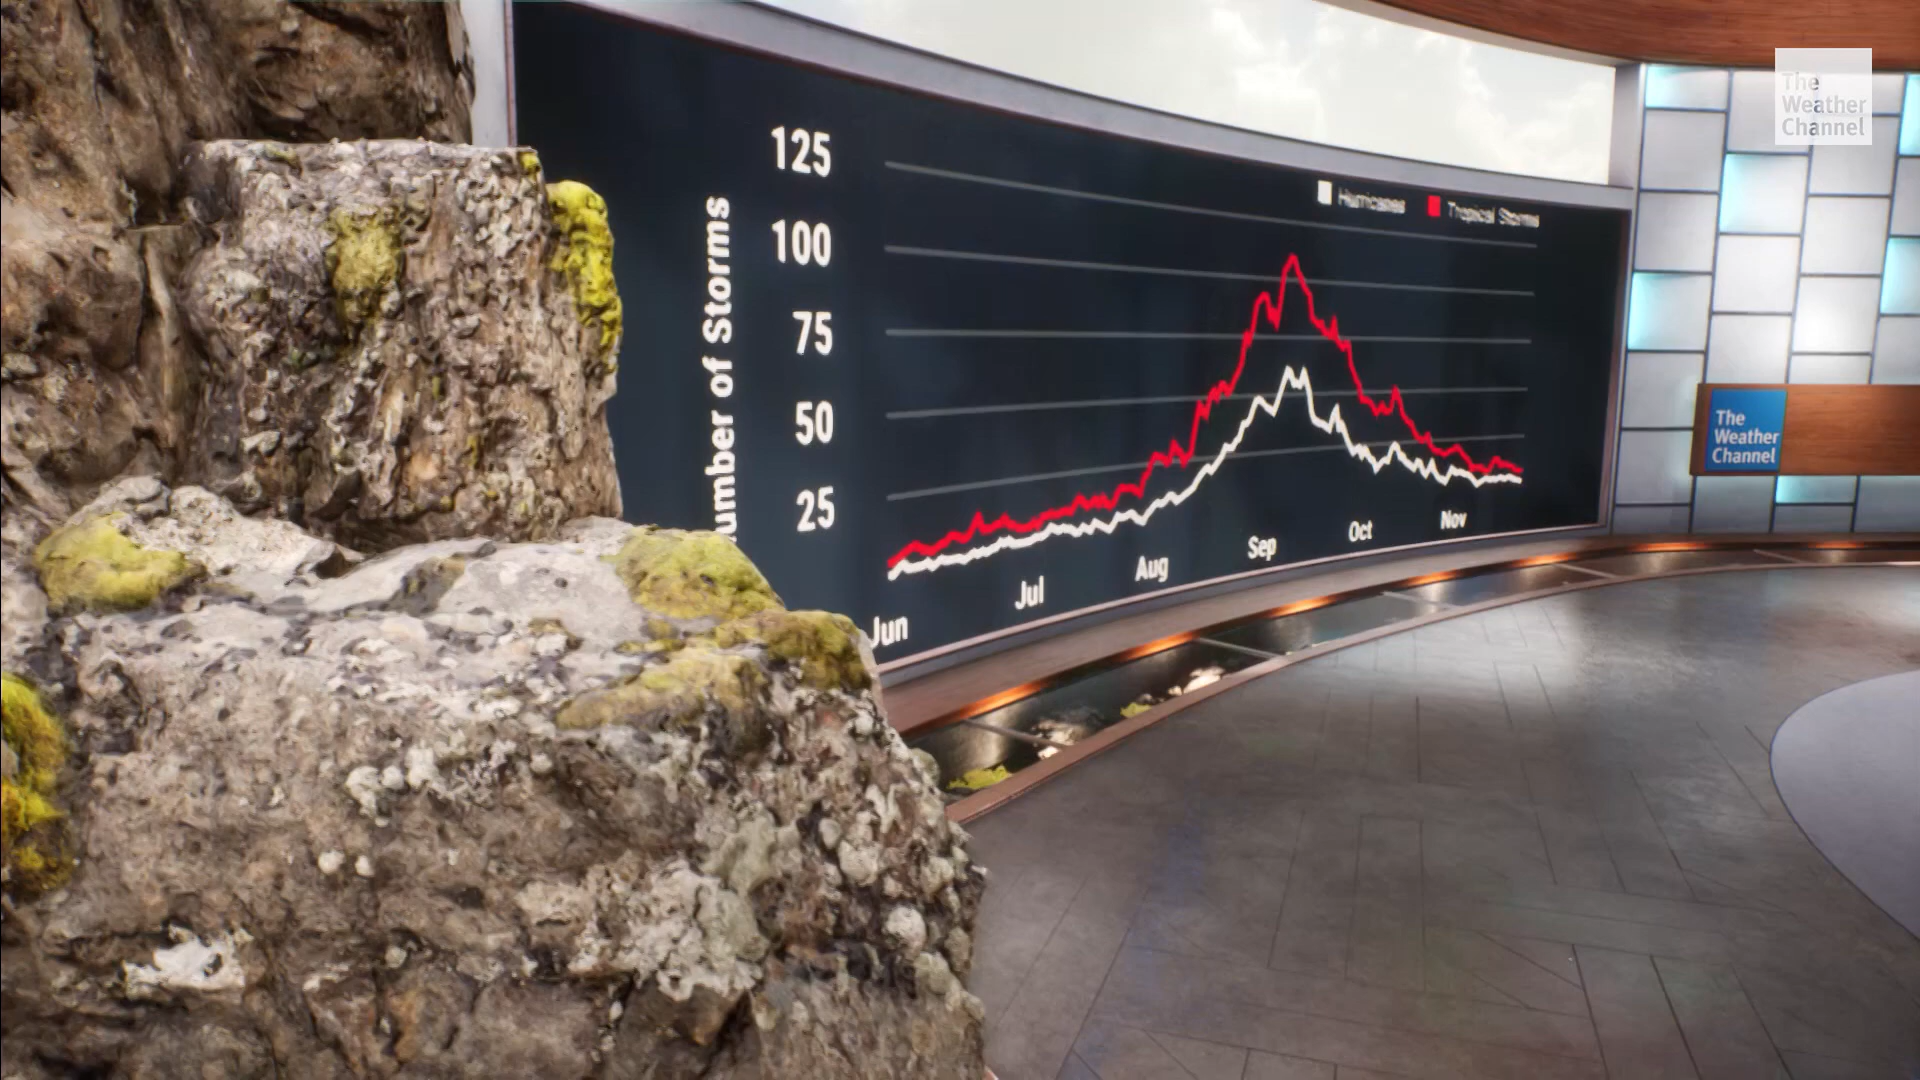 The
Weather
Channel
125
100
75
50
25
Number of Storms
Hurricanes
Tropical Storms
Jun
Jul
Aug
Sep
Oct
Nov
The
Weather
Channel